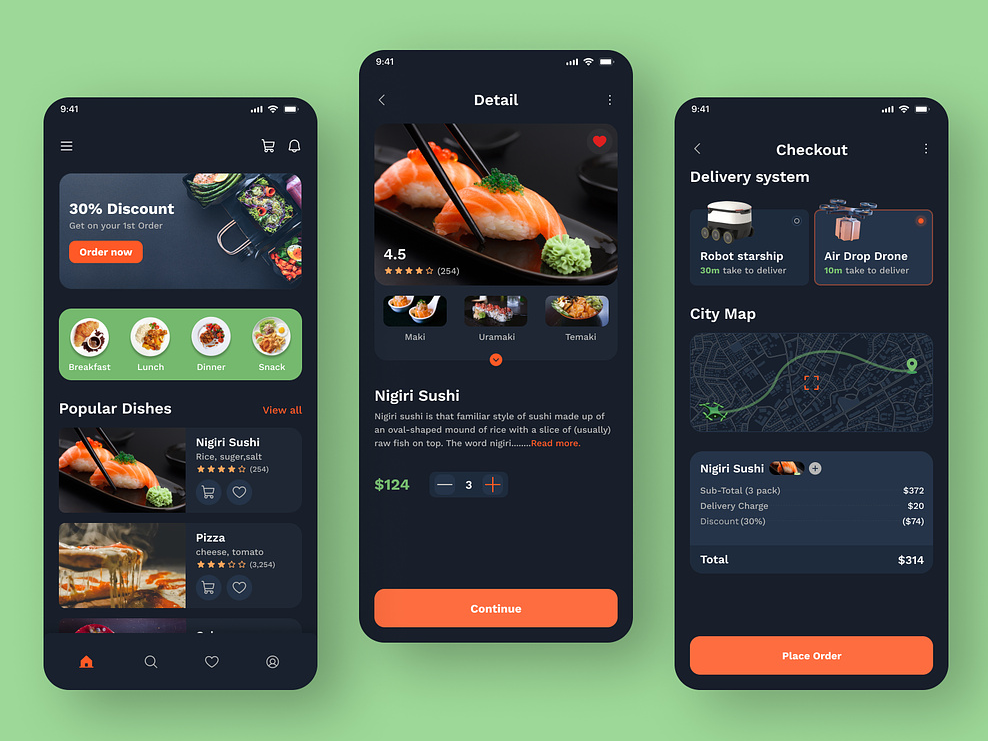 9:41
30% Discount
Get on your 1st Order
Order now
Breakfast
Lunch
Dinner
Snack
Popular Dishes
View all
Nigiri Sushi
Rice, suger,salt
(254)
Pizza
cheese, tomato
(3,254)
9:41
Detail
4.5
(254)
Maki
Uramaki
Temaki
Nigiri Sushi
Nigiri sushi is that familiar style of sushi made up of
an oval-shaped mound of rice with a slice of (usually)
raw fish on top. The word nigiri........Read more.
$124
3
Continue
9:41
Checkout
Delivery system
Robot starship
30m take to deliver
Air Drop Drone
10m take to deliver
City Map
Nigiri Sushi
Sub-Total (3 pack) $372
Delivery Charge $20
Discount (30%) ($74)
Total $314
Place Order